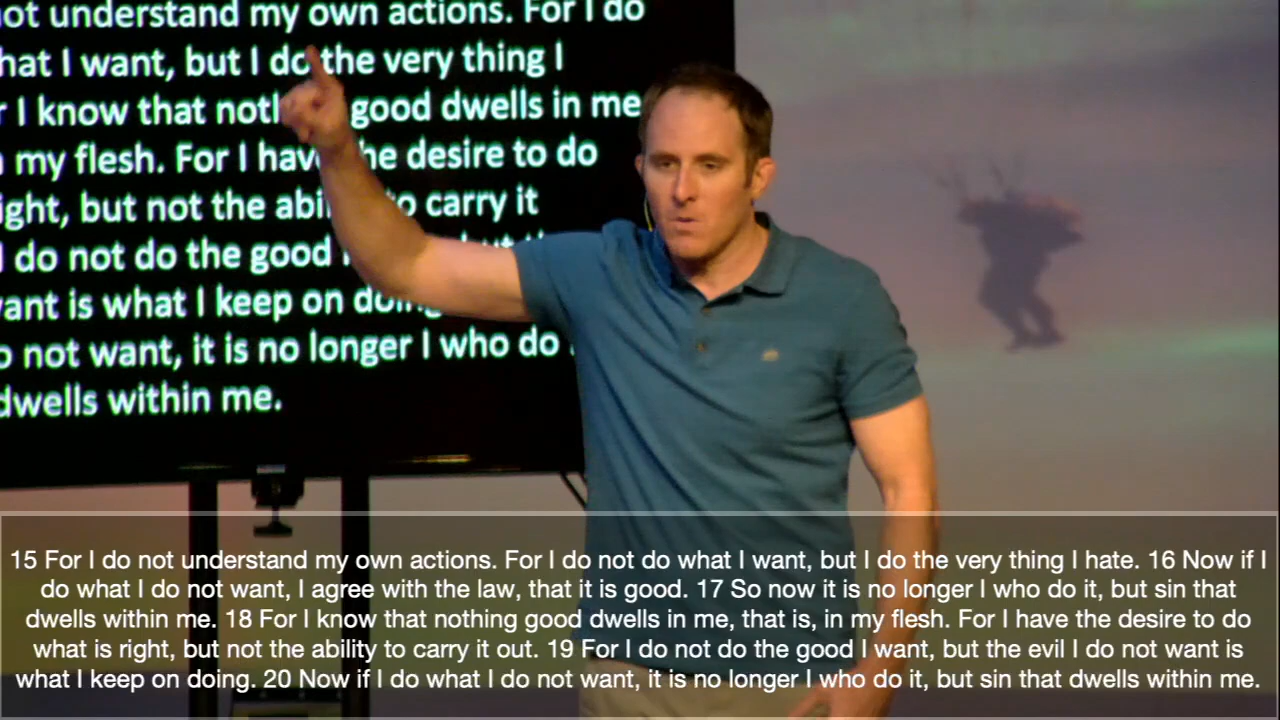 not understand my own actions. For I do
what I want, but I do the very thing I
I know that good dwells in me
my flesh. For I have the desire to do
right, but not the to carry it
I do not do the good
want is what I keep on doing
do not want, it is no longer I who do
dwells within me.
15 For I do not understand my own actions. For I do not do what I want, but I do the very thing I hate. 16 Now if I
do what I do not want, I agree with the law, that it is good. 17 So now it is no longer I who do it, but sin that
dwells within me. 18 For I know that nothing good dwells in me, that is, in my flesh. For I have the desire to do
what is right, but not the ability to carry it out. 19 For I do not do the good I want, but the evil I do not want is
what I keep on doing. 20 Now if I do what I do not want, it is no longer I who do it, but sin that dwells within me.